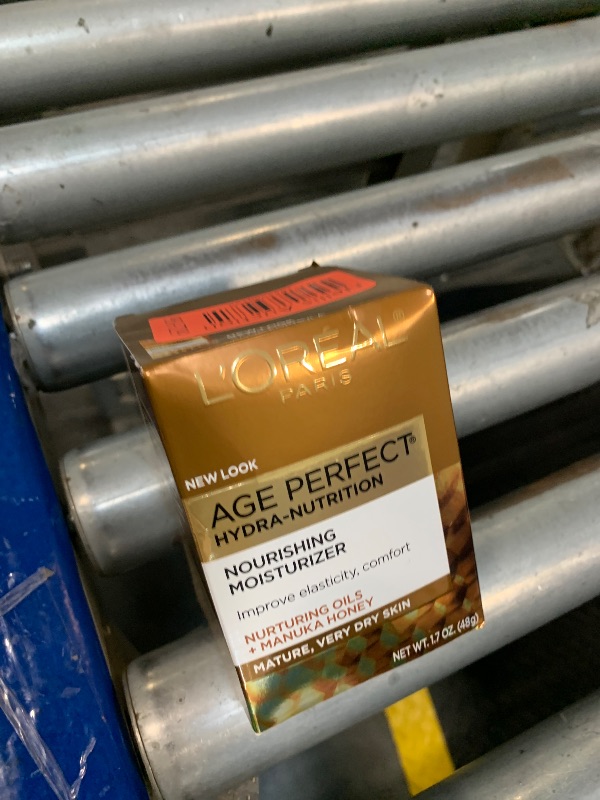 L'ORÉAL®
PARIS
NEW LOOK
AGE PERFECT®
HYDRA-NUTRITION
NOURISHING
MOISTURIZER
Improve elasticity, comfort
NURTURING OILS
+ MANUKA HONEY
MATURE, VERY DRY SKIN
NET WT. 1.7 OZ. (48g)